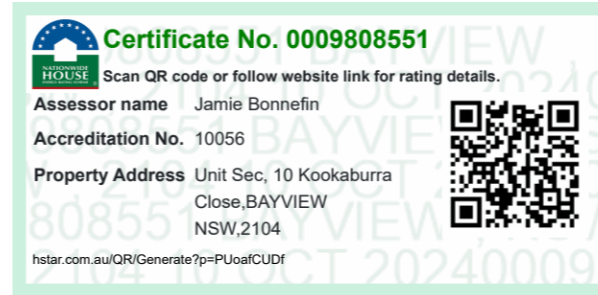 Certificate No. 0009808551
NATIONWIDE
HOUSE
Scan QR code or follow website link for rating details.
Assessor name Jamie Bonnefin
Accreditation No. 10056
Property Address Unit Sec, 10 Kookaburra
Close,BAYVIEW
NSW,2104
hstar.com.au/QR/Generate?p=PUoafCUDf